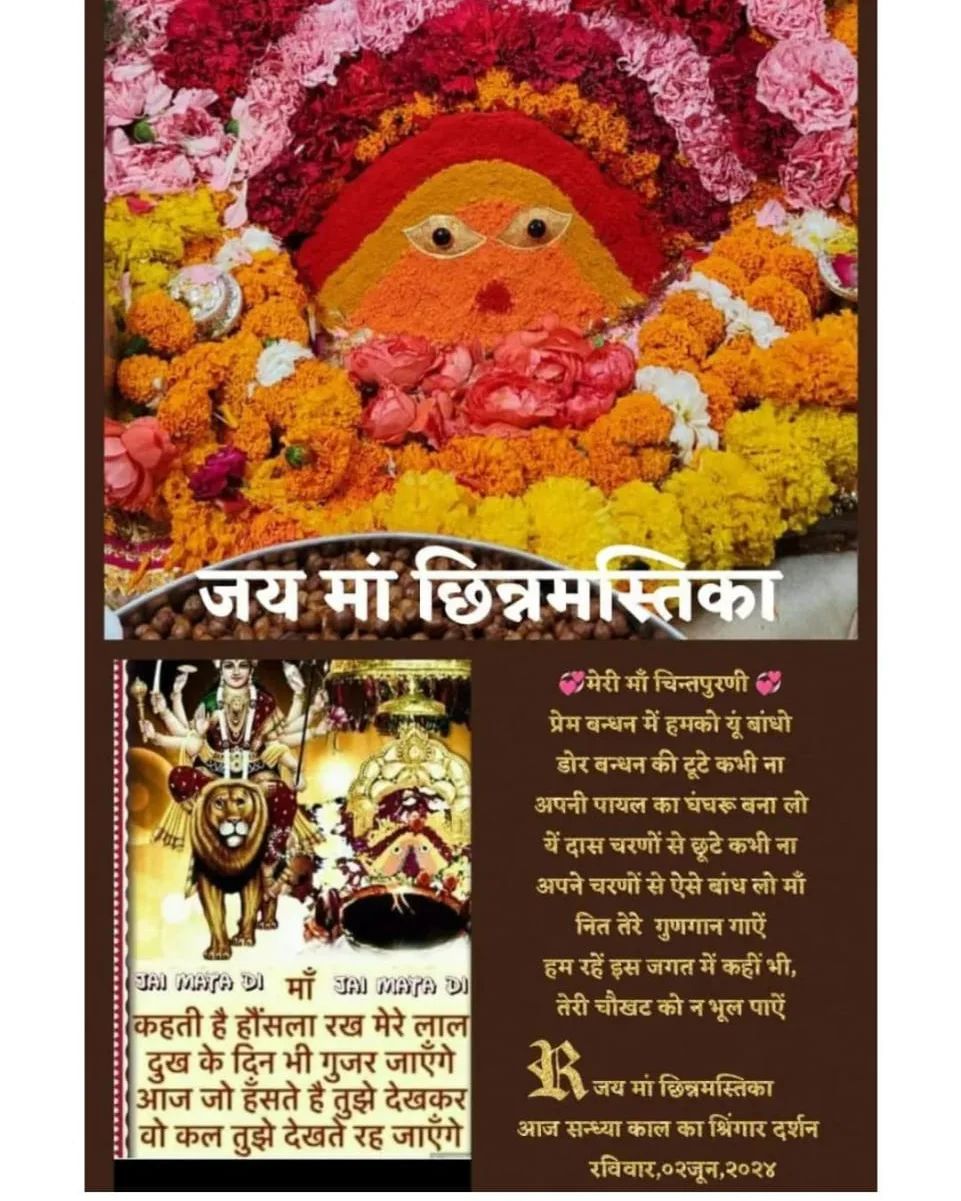 जय मां छिन्नमस्तिका
JAI MATA DI माँ JAI MATA DI
कहती है हौंसला रख मेरे लाल
दुख के दिन भी गुजर जाएँगे
आज जो हँसते है तुझे देखकर
वो कल तुझे देखते रह जाएँगे
💞मेरी माँ चिन्तपुरणी 💞
प्रेम बन्धन में हमको यूं बांधो
डोर बन्धन की टूटे कभी ना
अपनी पायल का घंघरू बना लो
यें दास चरणों से छूटे कभी ना
अपने चरणों से ऐसे बांध लो माँ
नित तेरे गुणगान गाऐं
हम रहें इस जगत में कहीं भी,
तेरी चौखट को न भूल पाऐं
R जय मां छिन्नमस्तिका
आज सन्ध्या काल का श्रिंगार दर्शन
रविवार,०२जून,२०२४